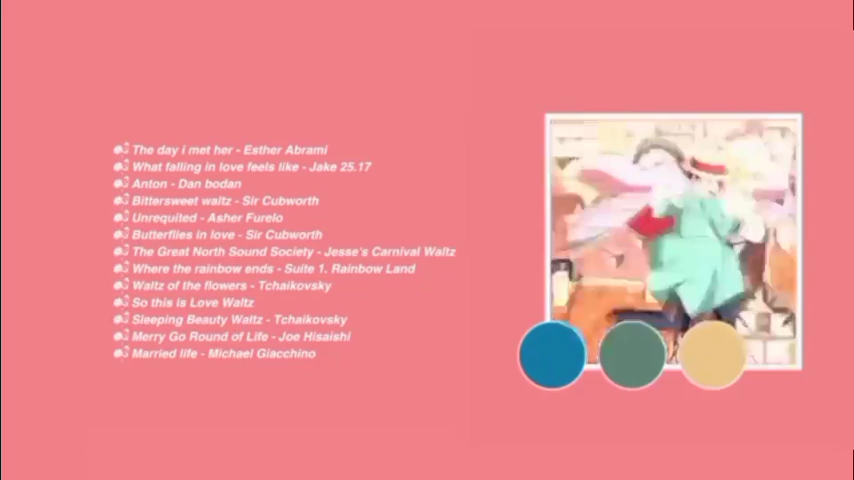 The day i met her - Esther Abrami
What falling in love feels like - Jake 25.17
Anton - Dan bodan
Bittersweet waltz - Sir Cubworth
Unrequited - Asher Furelo
Butterflies in love - Sir Cubworth
The Great North Sound Society - Jesse's Carnival Waltz
Where the rainbow ends - Suite 1. Rainbow Land
Waltz of the flowers - Tchaikovsky
So this is Love Waltz
Sleeping Beauty Waltz - Tchaikovsky
Merry Go Round of Life - Joe Hisaishi
Married life - Michael Giacchino